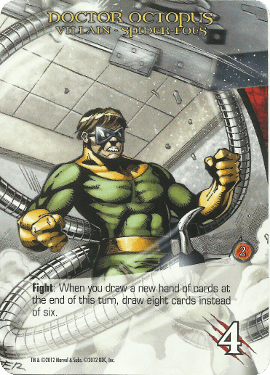 DOCTOR OCTOPUS
VILLAIN - SPIDER-FOES
2
Fight: When you draw a new hand of cards at
the end of this turn, draw eight cards instead
of six.
4
TM & ©2012 Marvel & Subs. ©2012 UDC, Inc.